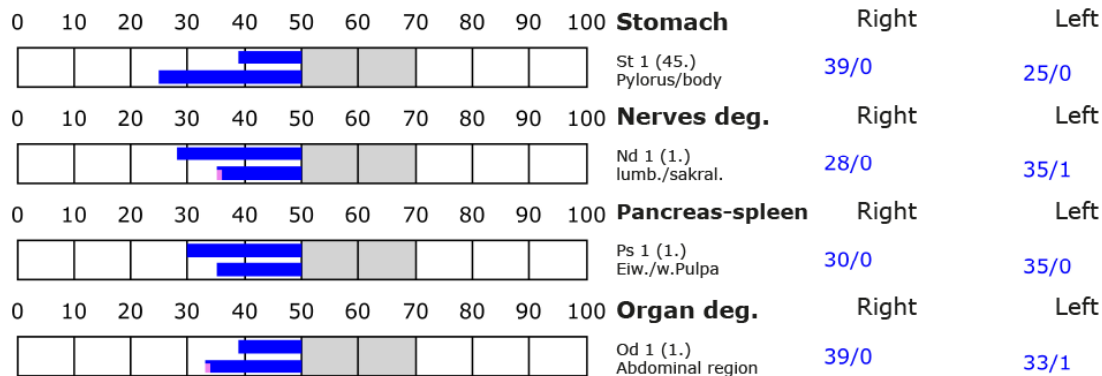 0 10 20 30 40 50 60 70 80 90 100 Stomach Right Left
St 1 (45.) 39/0 25/0
Pylorus/body
0 10 20 30 40 50 60 70 80 90 100 Nerves deg. Right Left
Nd 1 (1.) 28/0 35/1
lumb./sakral.
0 10 20 30 40 50 60 70 80 90 100 Pancreas-spleen Right Left
Ps 1 (1.) 30/0 35/0
Eiw./w.Pulpa
0 10 20 30 40 50 60 70 80 90 100 Organ deg. Right Left
Od 1 (1.) 39/0 33/1
Abdominal region